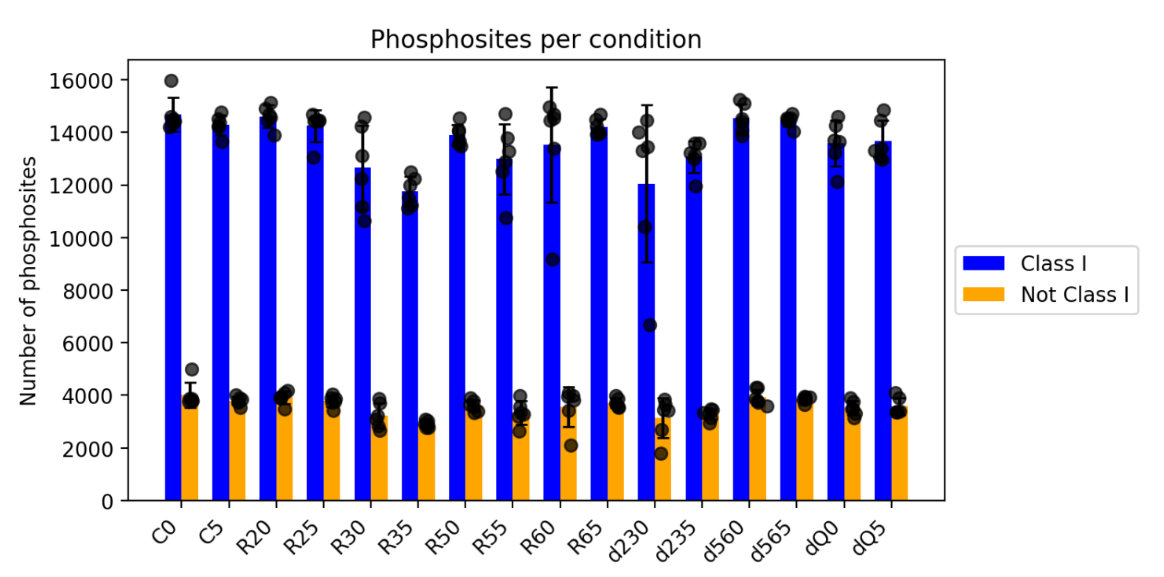 Phosphosites per condition
Number of phosphosites
16000
14000
12000
10000
8000
6000
4000
2000
0
C0
C5
R20
R25
R30
R35
R50
R55
R60
R65
d230
d235
d560
d565
dQ0
dQ5
Class I
Not Class I